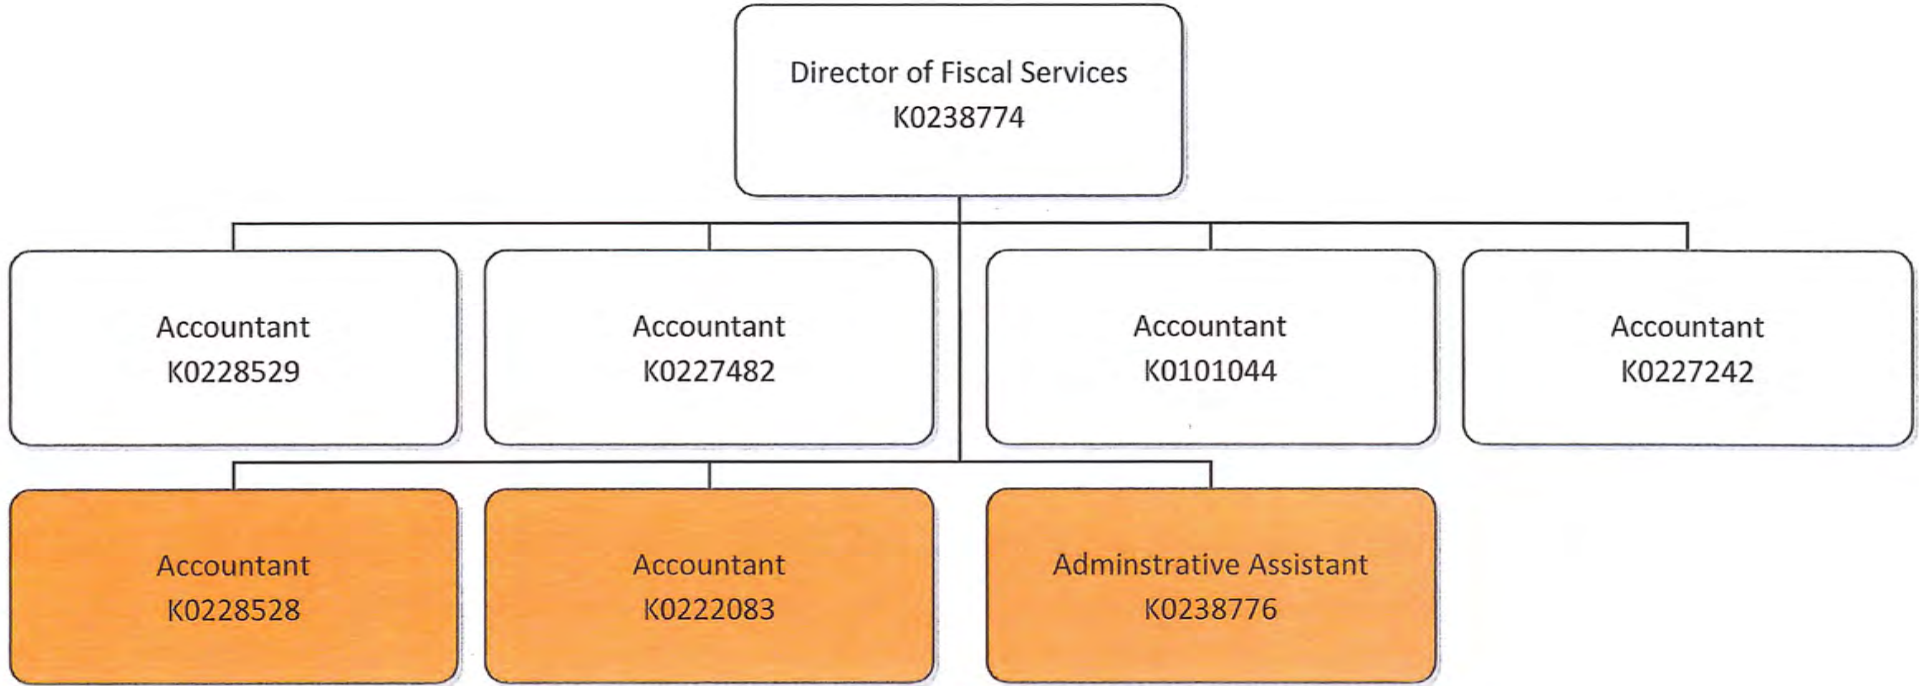 Director of Fiscal Services
K0238774
Accountant
K0228529
Accountant
K0227482
Accountant
K0101044
Accountant
K0227242
Accountant
K0228528
Accountant
K0222083
Adminstrative Assistant
K0238776